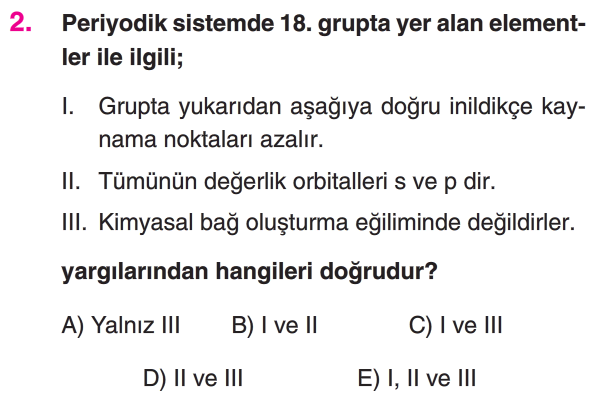 2. Periyodik sistemde 18. grupta yer alan element-
ler ile ilgili;
I. Grupta yukarıdan aşağıya doğru inildikçe kay-
nama noktaları azalır.
II. Tümünün değerlik orbitalleri s ve p dir.
III. Kimyasal bağ oluşturma eğiliminde değildirler.
yargılarından hangileri doğrudur?
A) Yalnız III B) I ve II C) I ve III
D) II ve III E) I, II ve III